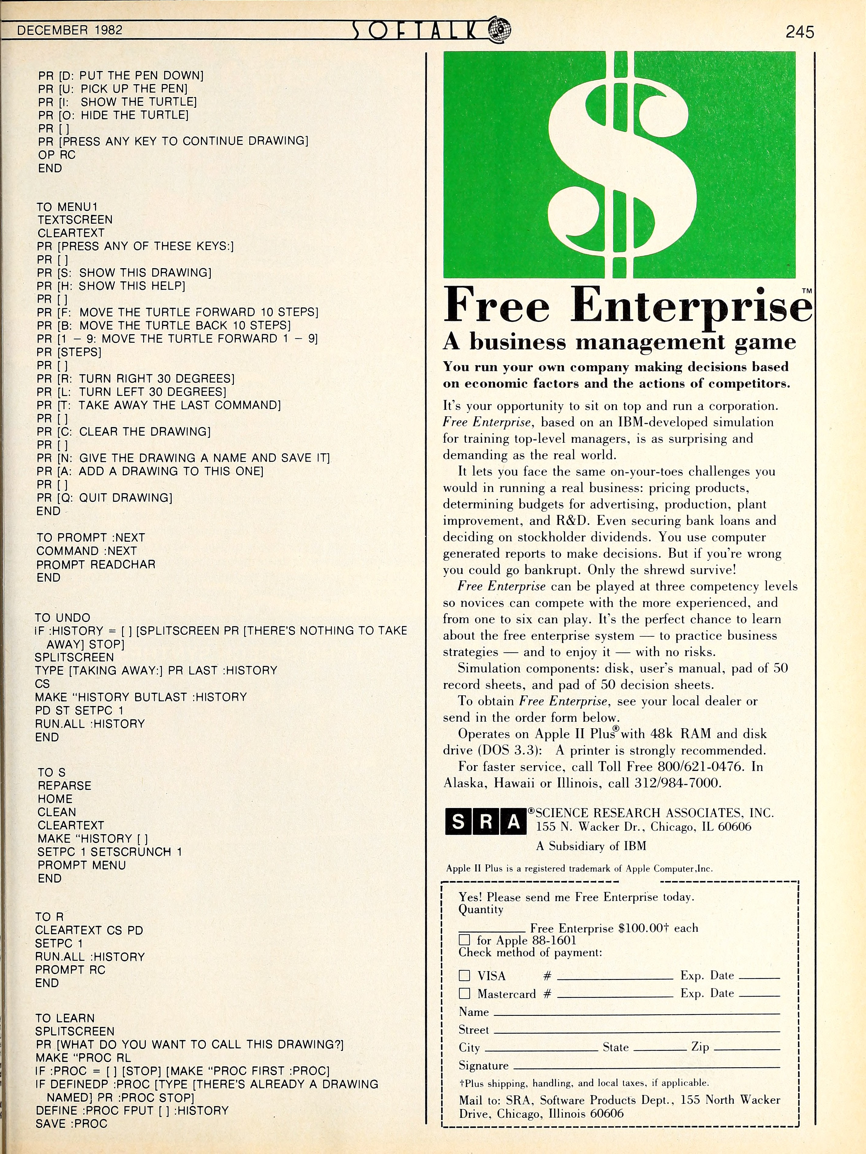 DECEMBER 1982
SOFTALK
245
PR [D: PUT THE PEN DOWN]
PR [U: PICK UP THE PEN]
PR [I: SHOW THE TURTLE]
PR [O: HIDE THE TURTLE]
PR [ ]
PR [PRESS ANY KEY TO CONTINUE DRAWING]
OP RC
END
TO MENU1
TEXTSCREEN
CLEARTEXT
PR [PRESS ANY OF THESE KEYS:]
PR [ ]
PR [S: SHOW THIS DRAWING]
PR [H: SHOW THIS HELP]
PR [ ]
PR [F: MOVE THE TURTLE FORWARD 10 STEPS]
PR [B: MOVE THE TURTLE BACK 10 STEPS]
PR [1 – 9: MOVE THE TURTLE FORWARD 1 – 9]
PR [STEPS]
PR [ ]
PR [R: TURN RIGHT 30 DEGREES]
PR [L: TURN LEFT 30 DEGREES]
PR [T: TAKE AWAY THE LAST COMMAND]
PR [ ]
PR [C: CLEAR THE DRAWING]
PR [ ]
PR [N: GIVE THE DRAWING A NAME AND SAVE IT]
PR [A: ADD A DRAWING TO THIS ONE]
PR [ ]
PR [Q: QUIT DRAWING]
END
TO PROMPT :NEXT
COMMAND :NEXT
PROMPT READCHAR
END
TO UNDO
IF :HISTORY = [ ] [SPLITSCREEN PR [THERE'S NOTHING TO TAKE
AWAY] STOP]
SPLITSCREEN
TYPE [TAKING AWAY:] PR LAST :HISTORY
CS
MAKE "HISTORY BUTLAST :HISTORY
PD ST SETPC 1
RUN.ALL :HISTORY
END
TO S
REPARSE
HOME
CLEAN
CLEARTEXT
MAKE "HISTORY [ ]
SETPC 1 SETSCRUNCH 1
PROMPT MENU
END
TO R
CLEARTEXT CS PD
SETPC 1
RUN.ALL :HISTORY
PROMPT RC
END
TO LEARN
SPLITSCREEN
PR [WHAT DO YOU WANT TO CALL THIS DRAWING?]
MAKE "PROC RL
IF :PROC = [ ] [STOP] [MAKE "PROC FIRST :PROC]
IF DEFINEDP :PROC [TYPE [THERE'S ALREADY A DRAWING
NAMED] PR :PROC STOP]
DEFINE :PROC FPUT [ ] :HISTORY
SAVE :PROC
$
Free Enterprise™
A business management game
You run your own company making decisions based
on economic factors and the actions of competitors.
It's your opportunity to sit on top and run a corporation.
Free Enterprise, based on an IBM-developed simulation
for training top-level managers, is as surprising and
demanding as the real world.
It lets you face the same on-your-toes challenges you
would in running a real business: pricing products,
determining budgets for advertising, production, plant
improvement, and R&D. Even securing bank loans and
deciding on stockholder dividends. You use computer
generated reports to make decisions. But if you're wrong
you could go bankrupt. Only the shrewd survive!
Free Enterprise can be played at three competency levels
so novices can compete with the more experienced, and
from one to six can play. It's the perfect chance to learn
about the free enterprise system — to practice business
strategies — and to enjoy it — with no risks.
Simulation components: disk, user's manual, pad of 50
record sheets, and pad of 50 decision sheets.
To obtain Free Enterprise, see your local dealer or
send in the order form below.
Operates on Apple II Plus® with 48k RAM and disk
drive (DOS 3.3): A printer is strongly recommended.
For faster service, call Toll Free 800/621-0476. In
Alaska, Hawaii or Illinois, call 312/984-7000.
SRA ®SCIENCE RESEARCH ASSOCIATES, INC.
155 N. Wacker Dr., Chicago, IL 60606
A Subsidiary of IBM
Apple II Plus is a registered trademark of Apple Computer,Inc.
Yes! Please send me Free Enterprise today.
Quantity
________ Free Enterprise $100.00† each
☐ for Apple 88-1601
Check method of payment:
☐ VISA # ________ Exp. Date ________
☐ Mastercard # ________ Exp. Date ________
Name ________
Street ________
City ________ State ________ Zip ________
Signature ________
†Plus shipping, handling, and local taxes, if applicable.
Mail to: SRA, Software Products Dept., 155 North Wacker
Drive, Chicago, Illinois 60606